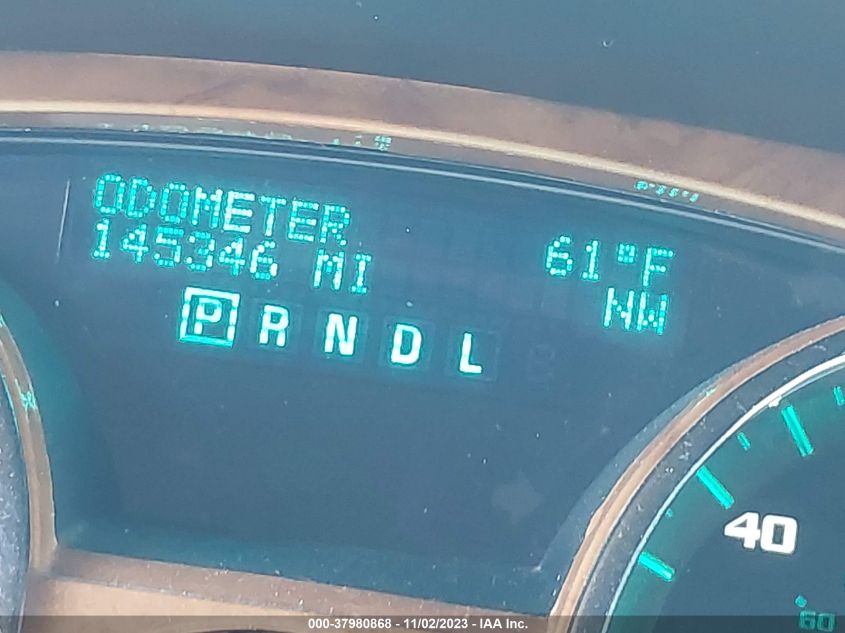 ODOMETER
145346 MI
61°F
NW
P R N D L
40
60
000-37980868 - 11/02/2023 - IAA Inc.